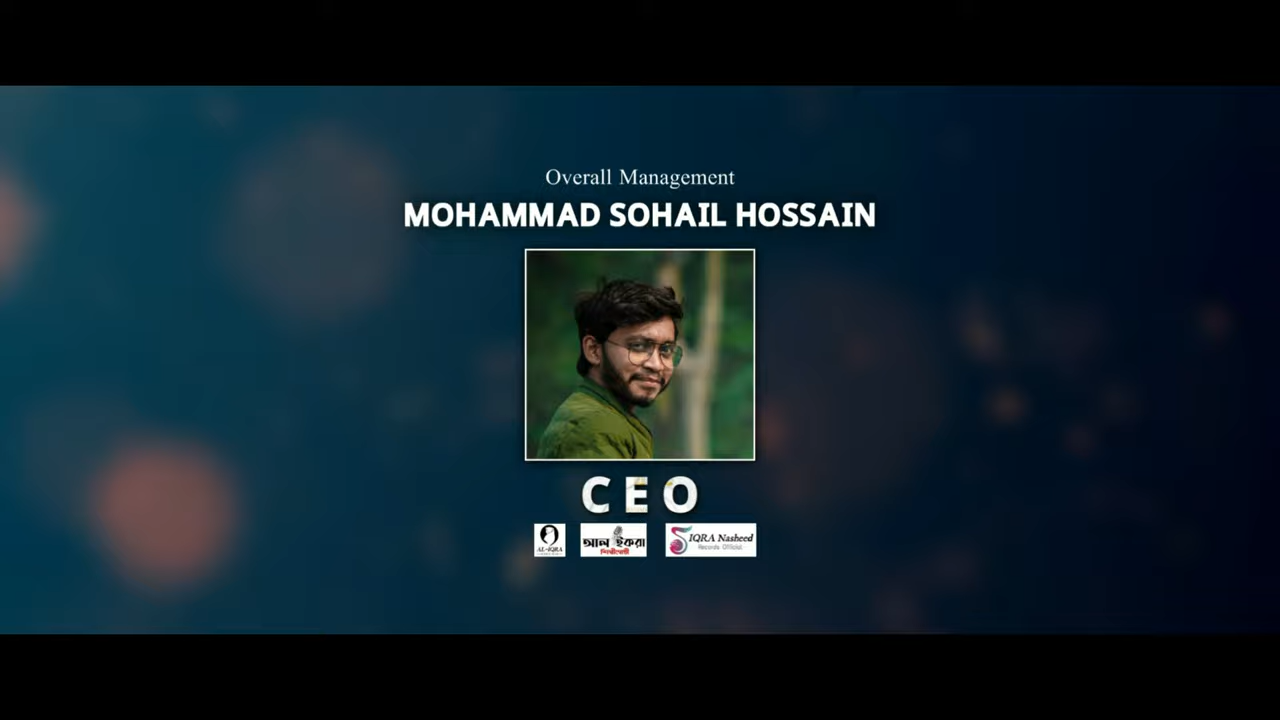 Overall Management
MOHAMMAD SOHAIL HOSSAIN
CEO
AL-IQRA
আল ইকরা
শিল্পীগোষ্ঠী
IQRA Nasheed
Records Official